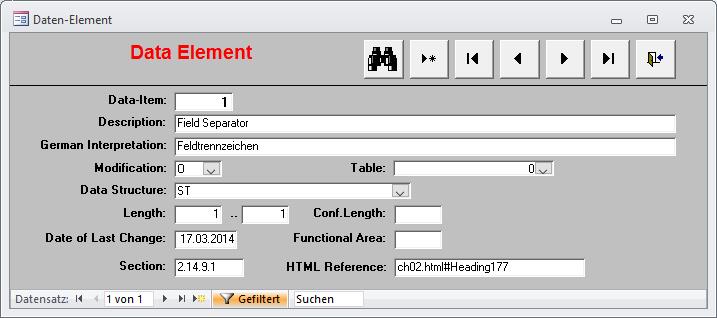 Daten-Element
Data Element
Data-Item: 1
Description: Field Separator
German Interpretation: Feldtrennzeichen
Modification: O Table: 0
Data Structure: ST
Length: 1 .. 1 Conf.Length:
Date of Last Change: 17.03.2014 Functional Area:
Section: 2.14.9.1 HTML Reference: ch02.html#Heading177
Datensatz: 1 von 1 Gefiltert Suchen